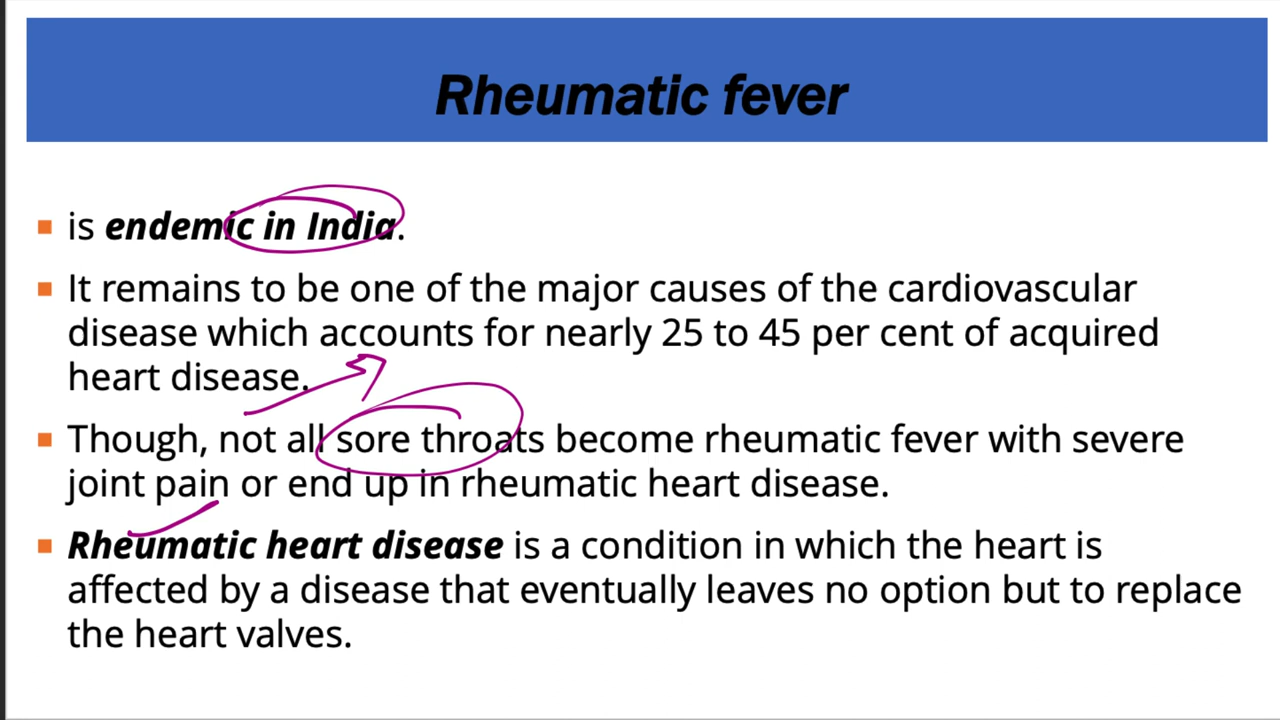 Rheumatic fever
is endemic in India.
It remains to be one of the major causes of the cardiovascular
disease which accounts for nearly 25 to 45 per cent of acquired
heart disease.
Though, not all sore throats become rheumatic fever with severe
joint pain or end up in rheumatic heart disease.
Rheumatic heart disease is a condition in which the heart is
affected by a disease that eventually leaves no option but to replace
the heart valves.